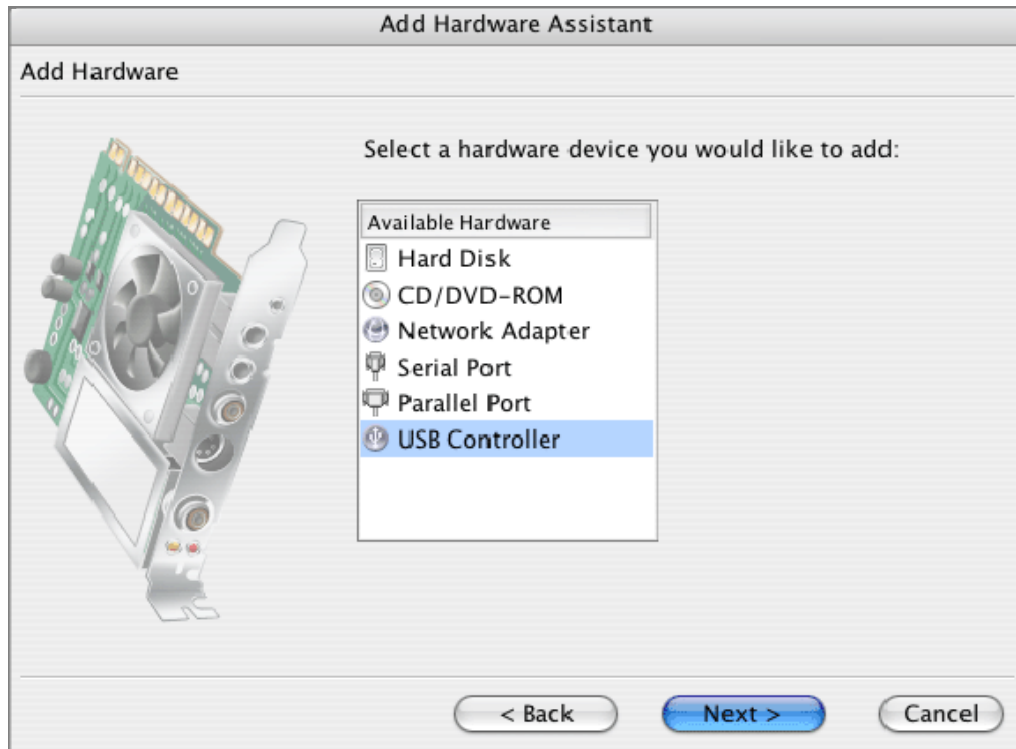 Add Hardware Assistant
Add Hardware
Select a hardware device you would like to add:
Available Hardware
Hard Disk
CD/DVD-ROM
Network Adapter
Serial Port
Parallel Port
USB Controller
< Back
Next >
Cancel